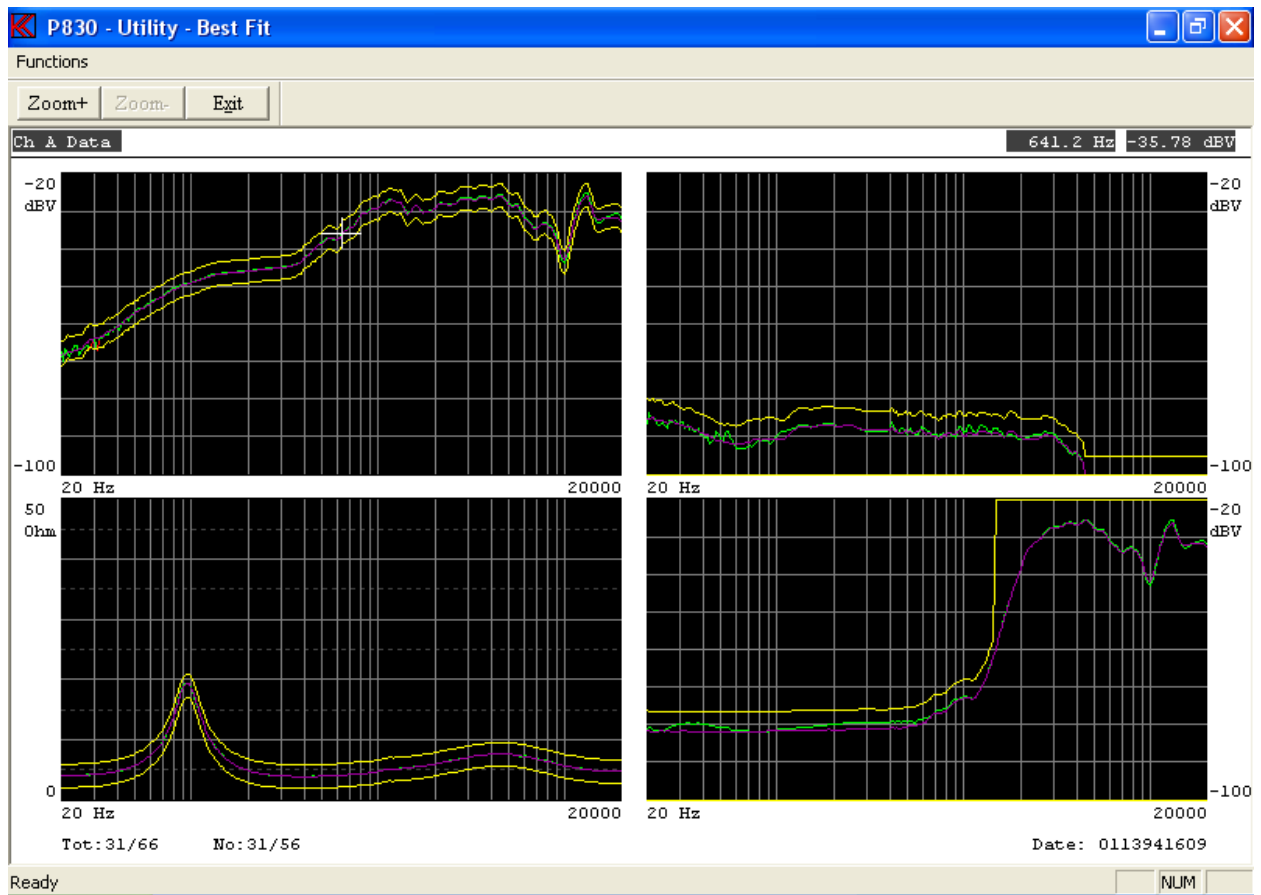 P830 - Utility - Best Fit
Functions
Zoom+ Zoom- Exit
Ch A Data 641.2 Hz -35.78 dBV
-20 -20
dBV dBV
-100 -100
20 Hz 20000 20 Hz 20000
50 -20
Ohm dBV
0 -100
20 Hz 20000 20 Hz 20000
Tot:31/66 No:31/56 Date: 0113941609
Ready NUM